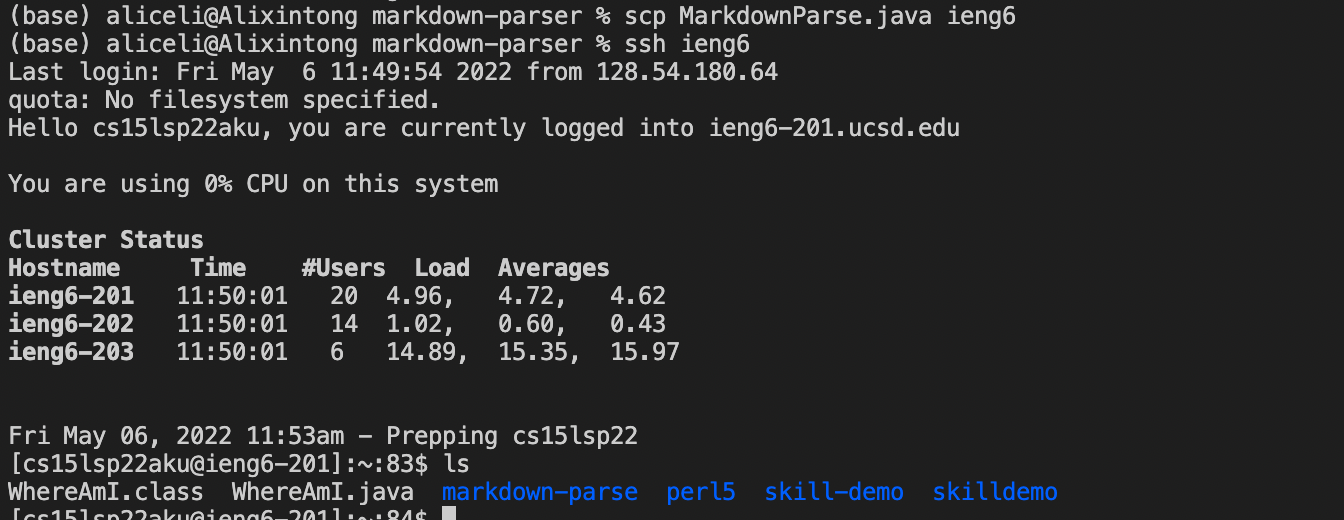 (base) aliceli@Alixintong markdown-parser % scp MarkdownParse.java ieng6
(base) aliceli@Alixintong markdown-parser % ssh ieng6
Last login: Fri May  6 11:49:54 2022 from 128.54.180.64
quota: No filesystem specified.
Hello cs15lsp22aku, you are currently logged into ieng6-201.ucsd.edu
You are using 0% CPU on this system
Cluster Status
Hostname     Time    #Users  Load  Averages
ieng6-201   11:50:01   20  4.96,   4.72,   4.62
ieng6-202   11:50:01   14  1.02,   0.60,   0.43
ieng6-203   11:50:01   6   14.89,  15.35,  15.97
Fri May 06, 2022 11:53am - Prepping cs15lsp22
[cs15lsp22aku@ieng6-201]:~:83$ ls
WhereAmI.class  WhereAmI.java  markdown-parse  perl5  skill-demo  skilldemo
[cs15lsp22aku@ieng6-201]:~:84$